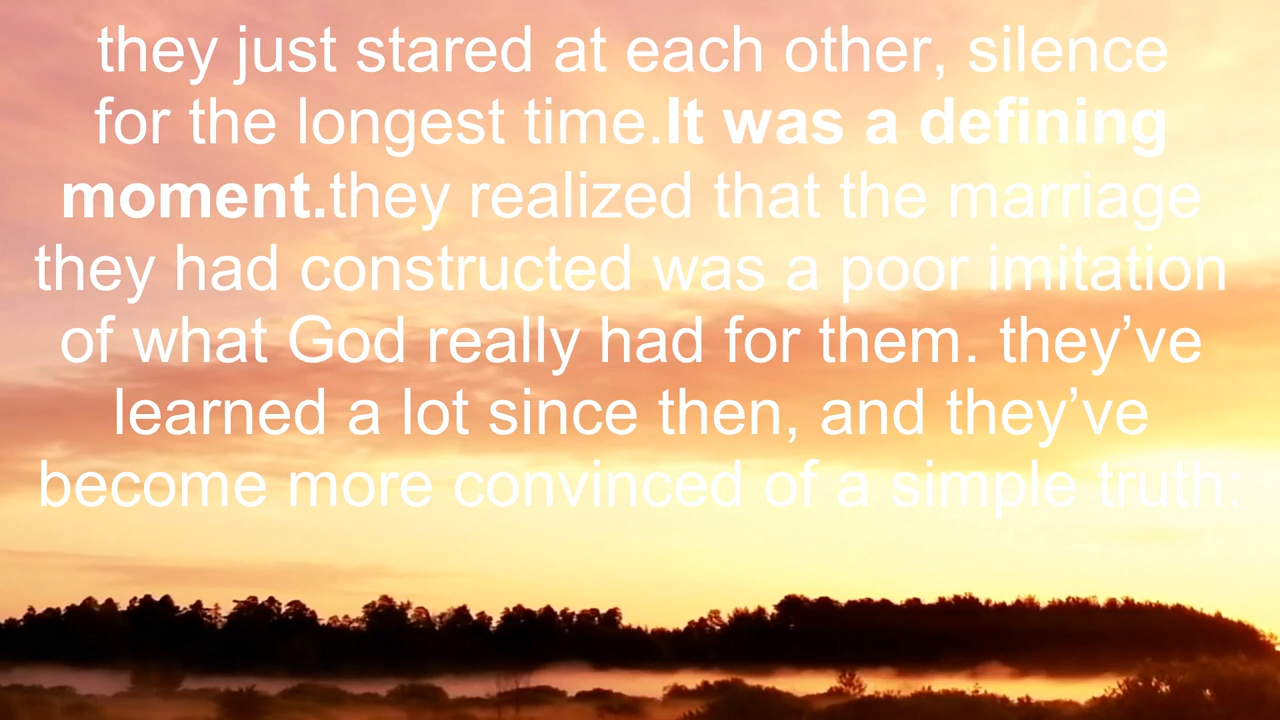 they just stared at each other, silence
for the longest time.It was a defining
moment.they realized that the marriage
they had constructed was a poor imitation
of what God really had for them. they’ve
learned a lot since then, and they’ve
become more convinced of a simple truth: